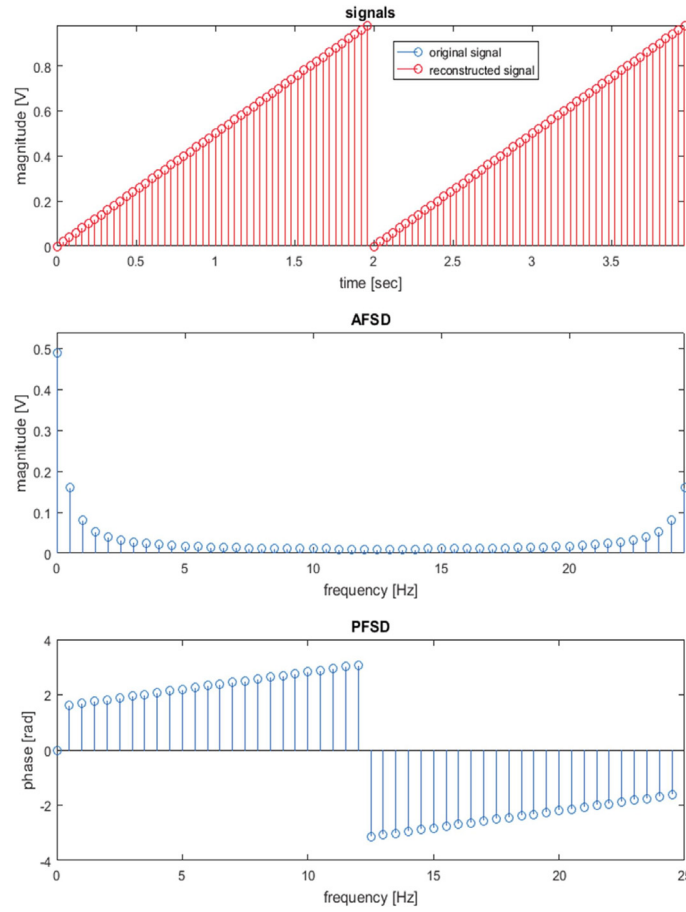 signals
magnitude [V]
0.8
0.6
0.4
0.2
0
original signal
reconstructed signal
0 0.5 1 1.5 2 2.5 3 3.5
time [sec]
AFSD
magnitude [V]
0.5
0.4
0.3
0.2
0.1
0
0 5 10 15 20
frequency [Hz]
PFSD
phase [rad]
4
2
0
-2
-4
0 5 10 15 20 25
frequency [Hz]